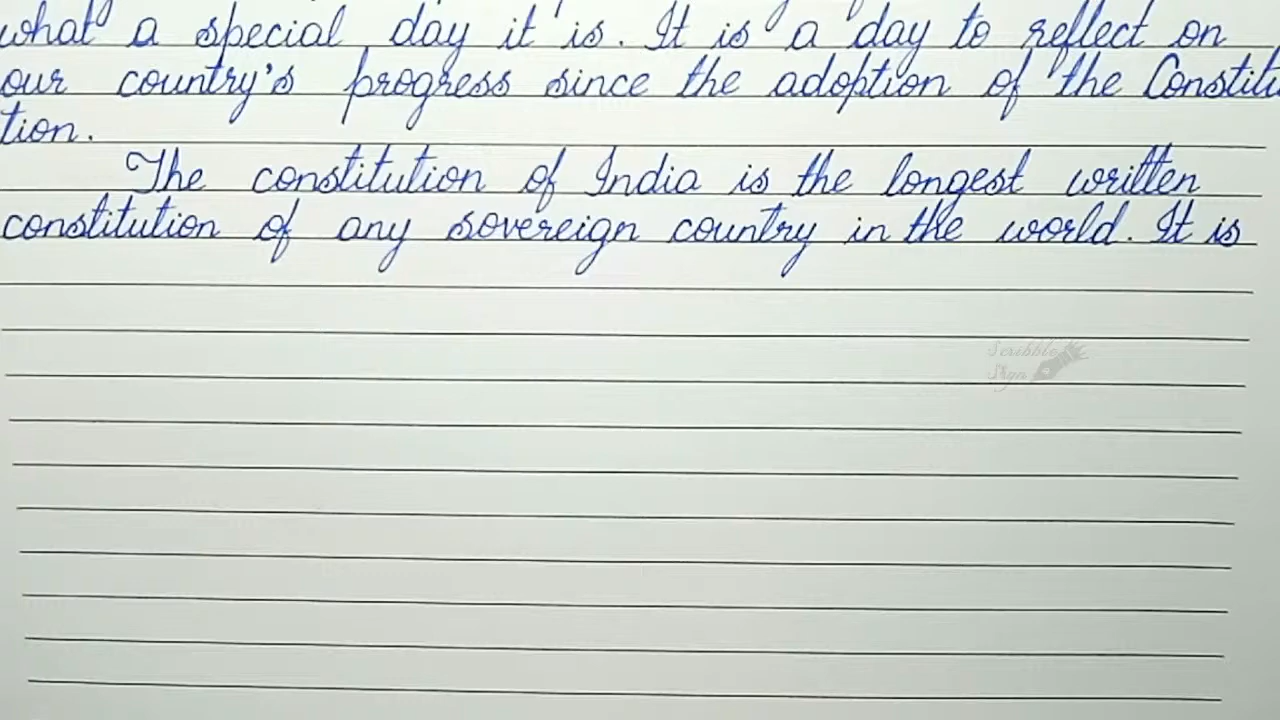 what a special day it is. It is a day to reflect on
our country's progress since the adoption of the Constitu
tion.
The constitution of India is the longest written
constitution of any sovereign country in the world. It is
Scribble
Skyn